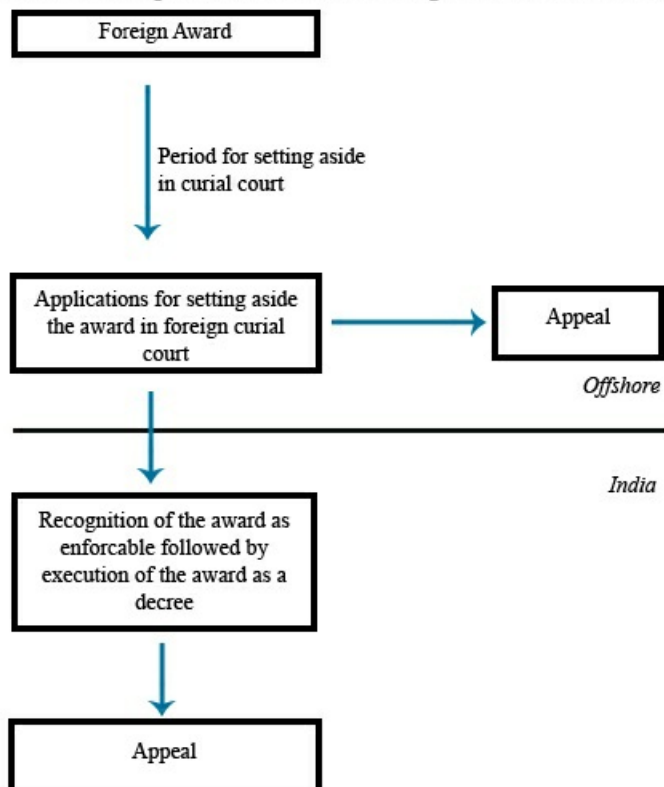 Foreign Award
Period for setting aside
in curial court
Applications for setting aside
the award in foreign curial
court
Appeal
Offshore
India
Recognition of the award as
enforcable followed by
execution of the award as a
decree
Appeal